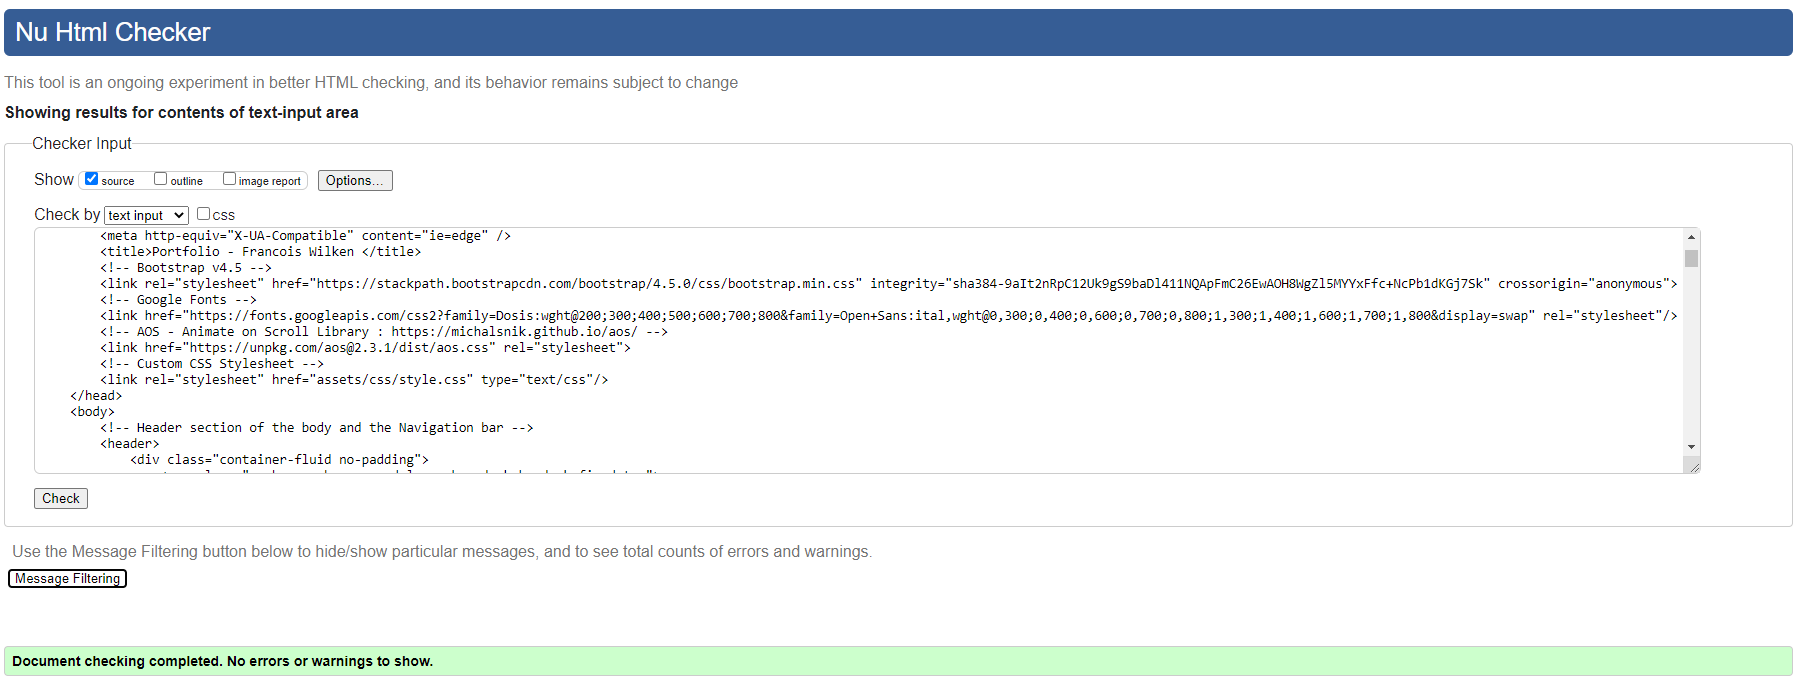 Nu Html Checker
This tool is an ongoing experiment in better HTML checking, and its behavior remains subject to change
Showing results for contents of text-input area
Checker Input
Show source outline image report Options...
Check by text input css
<meta http-equiv="X-UA-Compatible" content="ie=edge" />
<title>Portfolio - Francois Wilken </title>
<!-- Bootstrap v4.5 -->
<link rel="stylesheet" href="https://stackpath.bootstrapcdn.com/bootstrap/4.5.0/css/bootstrap.min.css" integrity="sha384-9aIt2nRpC12Uk9gS9baDl411NQApFmC26EwAOH8WgZl5MYYxFfc+NcPb1dKGj7Sk" crossorigin="anonymous">
<!-- Google Fonts -->
<link href="https://fonts.googleapis.com/css2?family=Dosis:wght@200;300;400;500;600;700;800&family=Open+Sans:ital,wght@0,300;0,400;0,600;0,700;0,800;1,300;1,400;1,600;1,700;1,800&display=swap" rel="stylesheet"/>
<!-- AOS - Animate on Scroll Library : https://michalsnik.github.io/aos/ -->
<link href="https://unpkg.com/aos@2.3.1/dist/aos.css" rel="stylesheet">
<!-- Custom CSS Stylesheet -->
<link rel="stylesheet" href="assets/css/style.css" type="text/css"/>
</head>
<body>
<!-- Header section of the body and the Navigation bar -->
<header>
<div class="container-fluid no-padding">
Check
Use the Message Filtering button below to hide/show particular messages, and to see total counts of errors and warnings.
Message Filtering
Document checking completed. No errors or warnings to show.